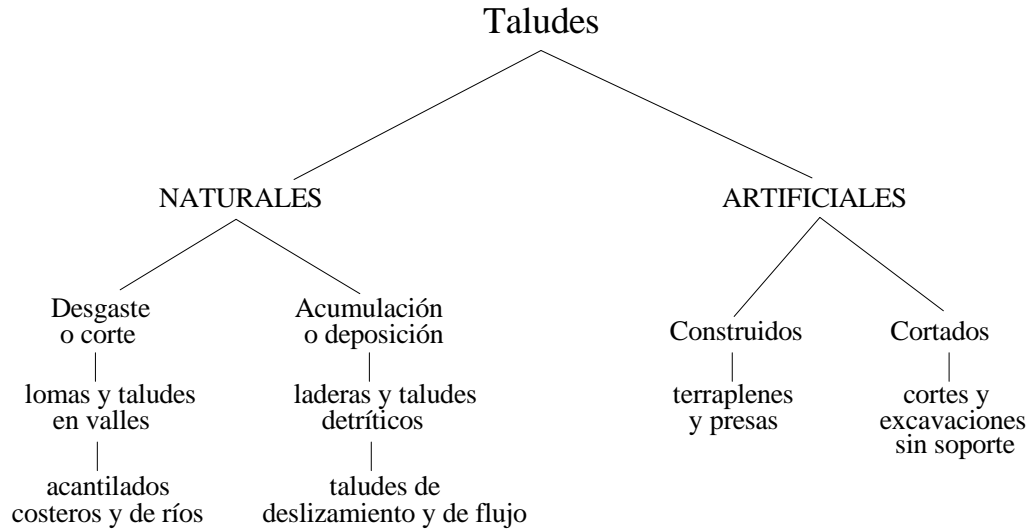 Taludes
NATURALES
ARTIFICIALES
Desgaste
o corte
Acumulación
o deposición
Construidos
Cortados
lomas y taludes
en valles
laderas y taludes
detríticos
terraplenes
y presas
cortes y
excavaciones
sin soporte
acantilados
costeros y de ríos
taludes de
deslizamiento y de flujo